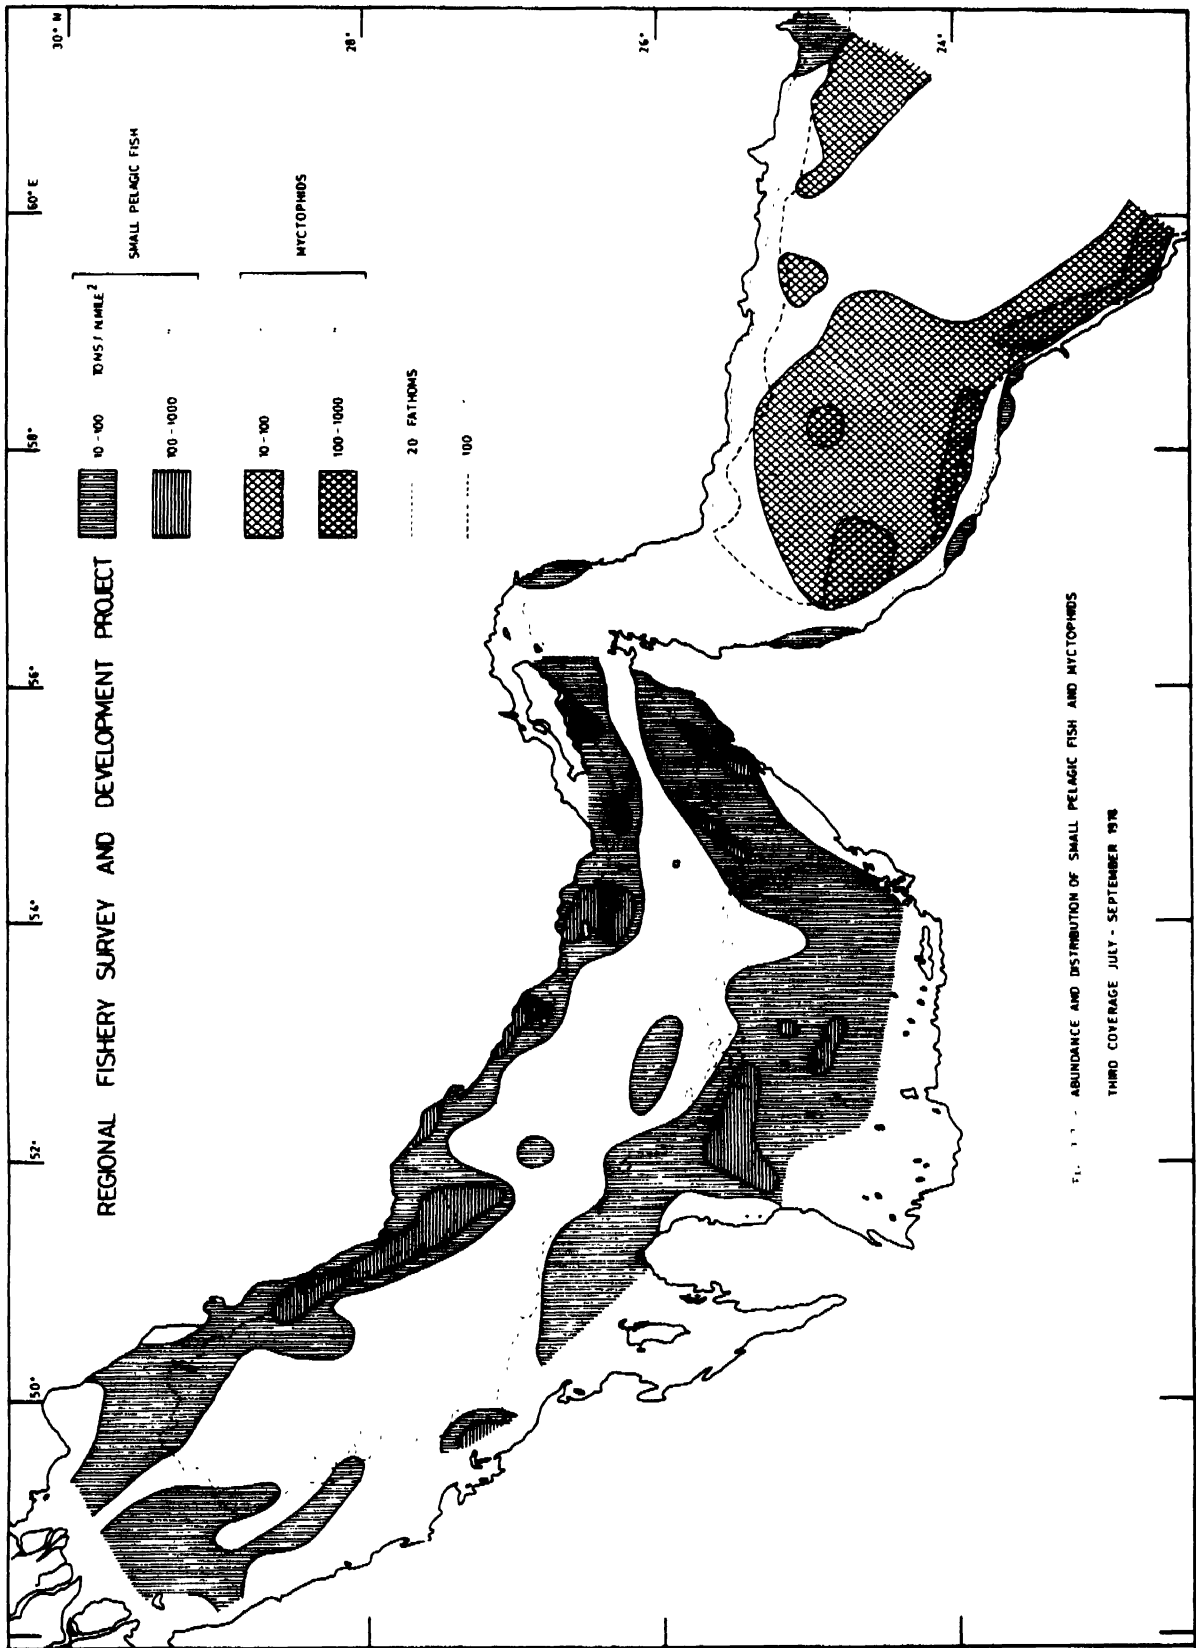 REGIONAL FISHERY SURVEY AND DEVELOPMENT PROJECT
10-100 TONS / N.MILE²
100-1000 "
SMALL PELAGIC FISH
10-100 "
100-1000 "
MYCTOPHIDS
20 FATHOMS
100 "
50°
52°
54°
56°
58°
60° E
30° N
28°
26°
24°
ABUNDANCE AND DISTRIBUTION OF SMALL PELAGIC FISH AND MYCTOPHIDS
THIRD COVERAGE JULY - SEPTEMBER